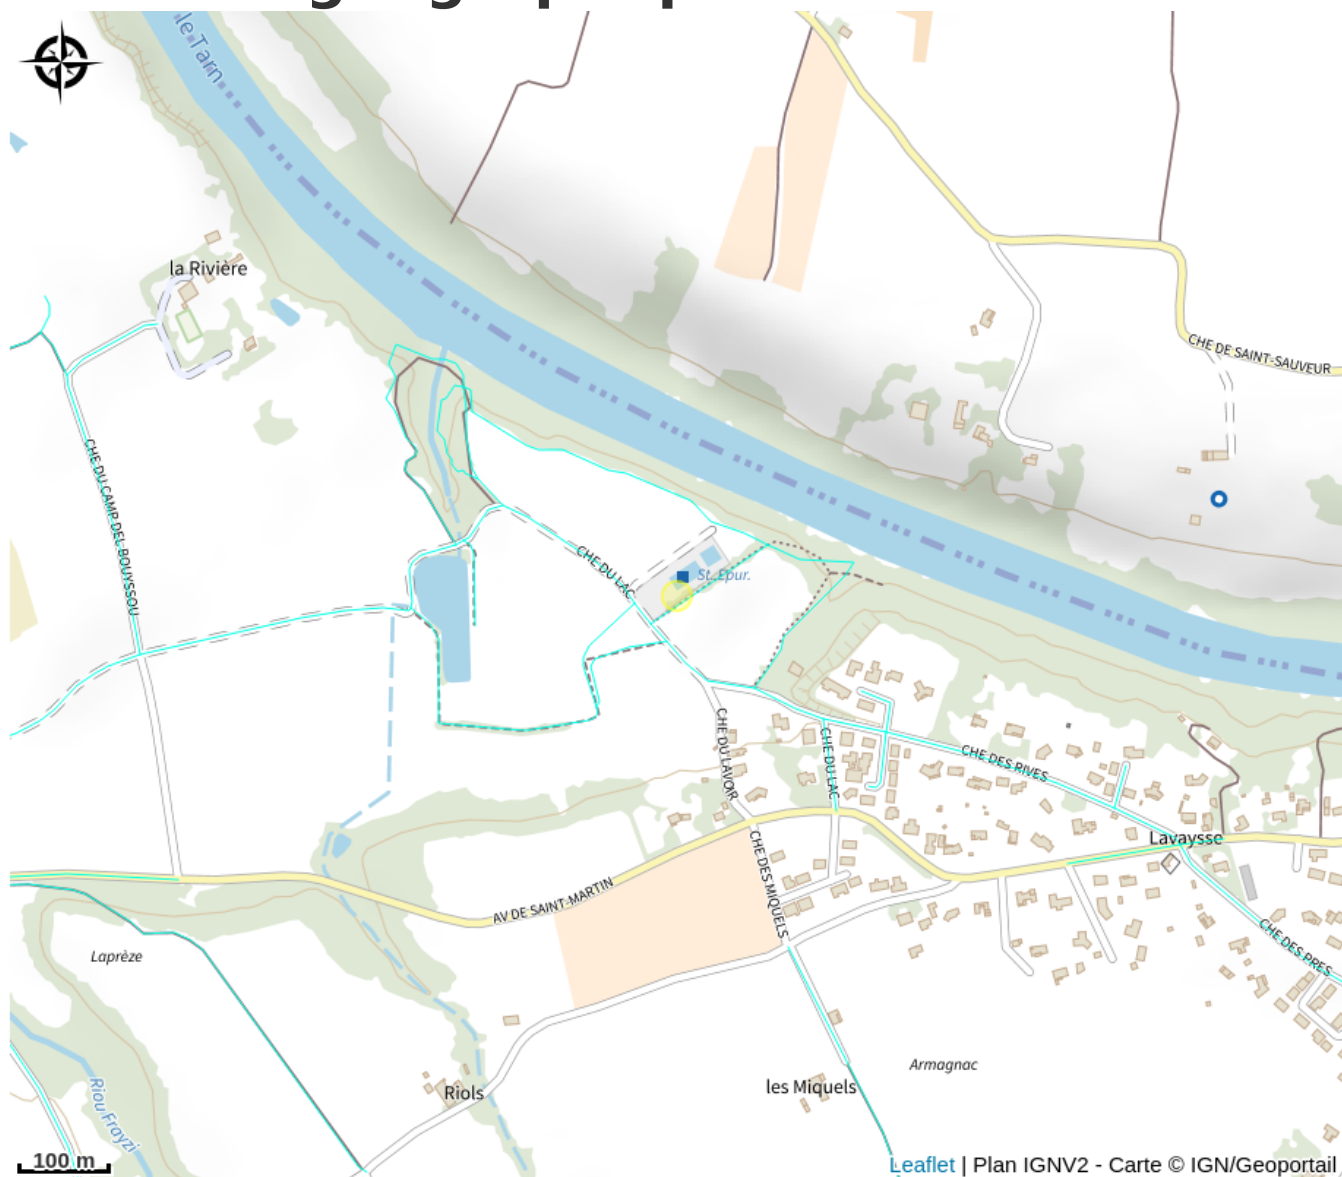 le Tarn
la Rivière
CHE DE SAINT-SAUVEUR
CHE DU CAMP DEL BOUYSSOU
CHE DU LAC
St. Epur.
CHE DU LAVOIR
CHE DU LAC
CHE DES RIVES
Lavaysse
CHE DES MIQUELS
AV DE SAINT-MARTIN
CHE DES PRES
Laprèze
Armagnac
les Miquels
Riols
Riou Frayzi
100 m
Leaflet | Plan IGNV2 - Carte © IGN/Geoportail